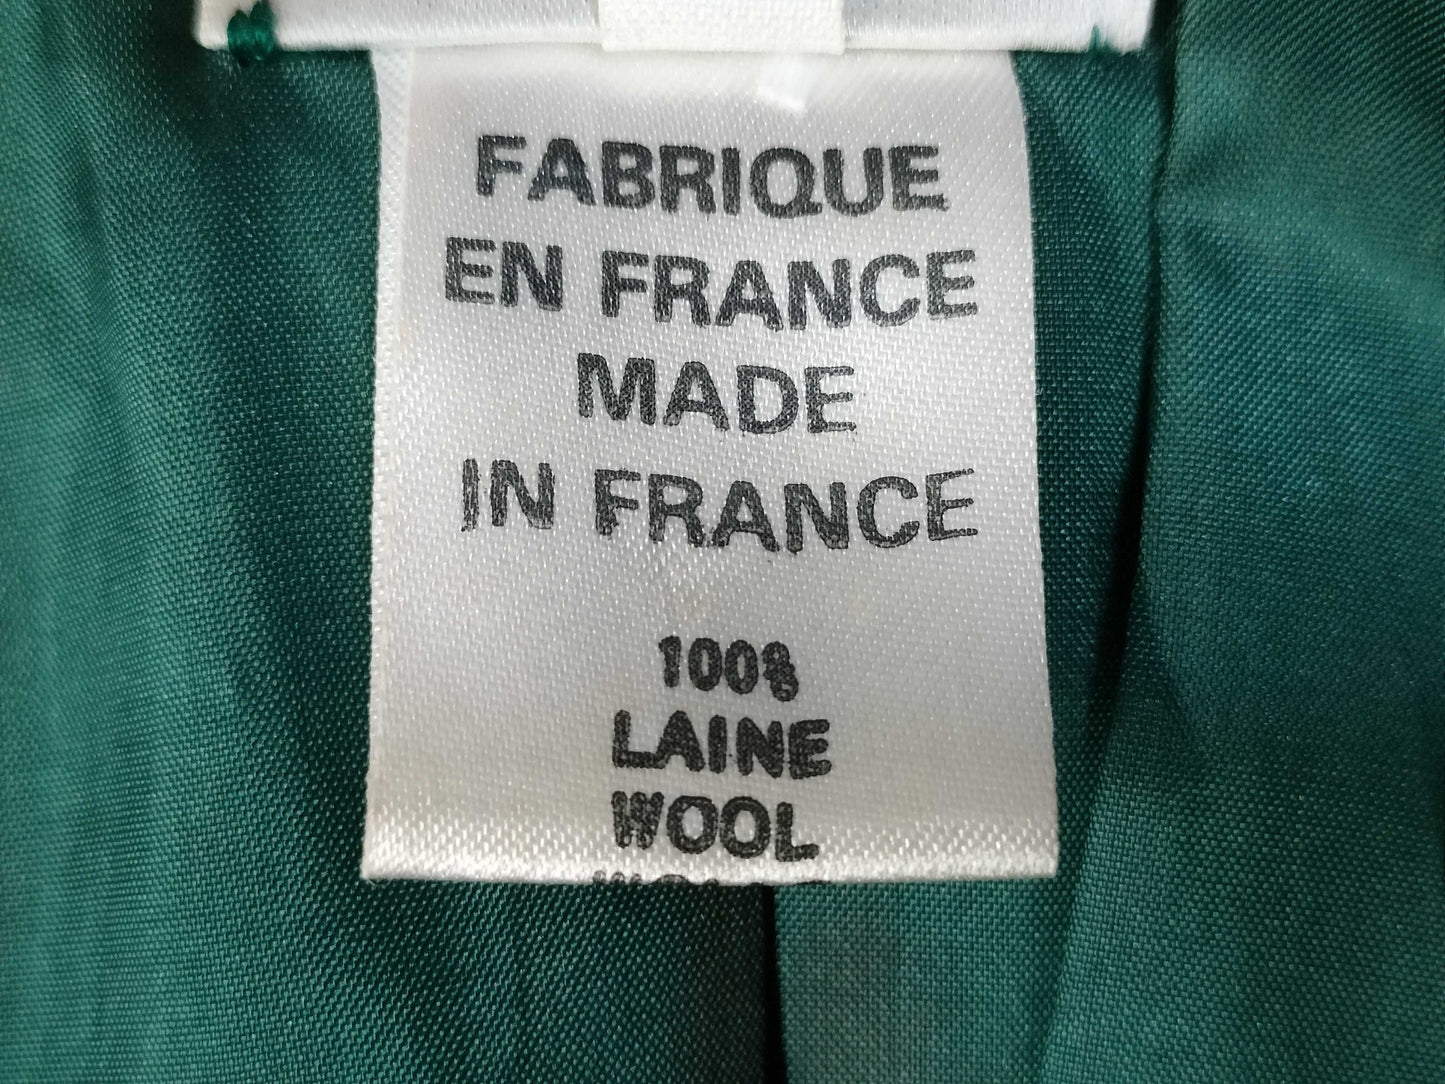 FABRIQUE
EN FRANCE
MADE
IN FRANCE
100%
LAINE
WOOL